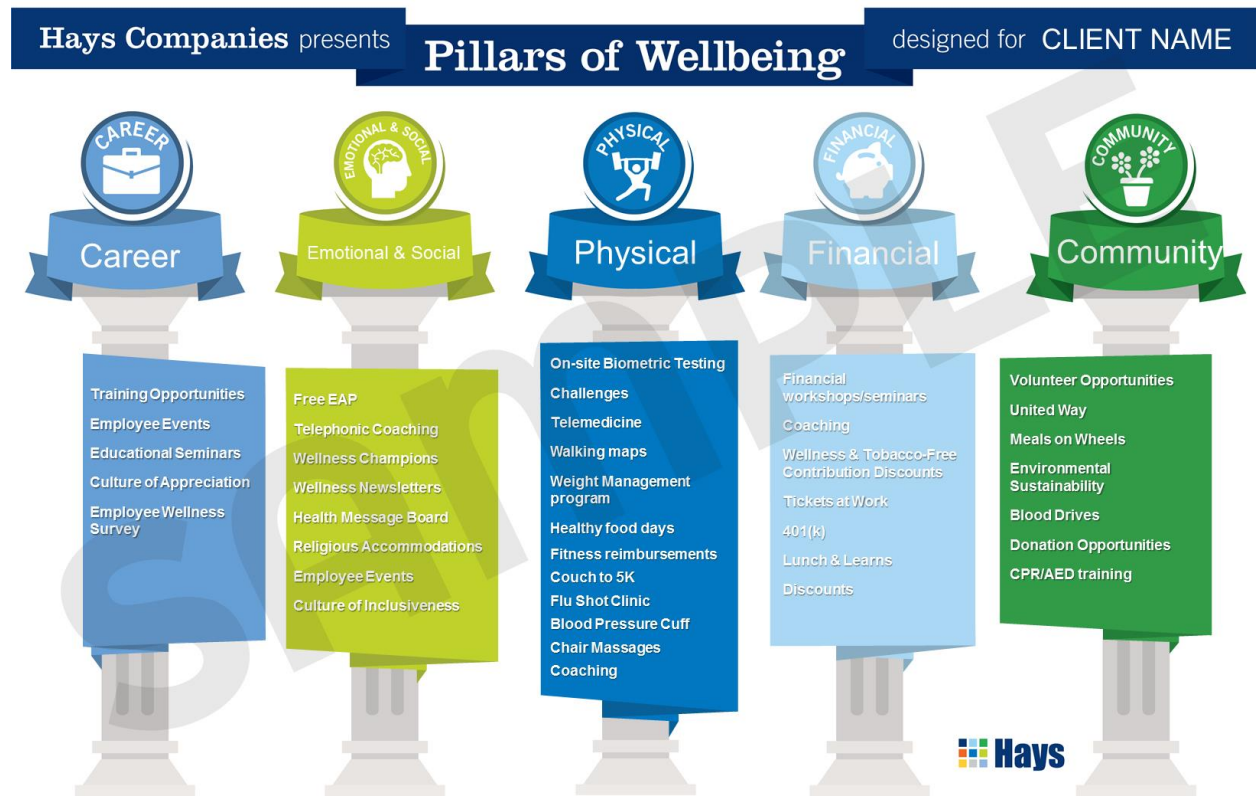 Hays Companies presents
Pillars of Wellbeing
designed for CLIENT NAME
CAREER
Career
Training Opportunities
Employee Events
Educational Seminars
Culture of Appreciation
Employee Wellness
Survey
EMOTIONAL & SOCIAL
Emotional & Social
Free EAP
Telephonic Coaching
Wellness Champions
Wellness Newsletters
Health Message Board
Religious Accommodations
Employee Events
Culture of Inclusiveness
PHYSICAL
Physical
On-site Biometric Testing
Challenges
Telemedicine
Walking maps
Weight Management
program
Healthy food days
Fitness reimbursements
Couch to 5K
Flu Shot Clinic
Blood Pressure Cuff
Chair Massages
Coaching
FINANCIAL
Financial
Financial
workshops/seminars
Coaching
Wellness & Tobacco-Free
Contribution Discounts
Tickets at Work
401(k)
Lunch & Learns
Discounts
COMMUNITY
Community
Volunteer Opportunities
United Way
Meals on Wheels
Environmental
Sustainability
Blood Drives
Donation Opportunities
CPR/AED training
Hays
SAMPLE